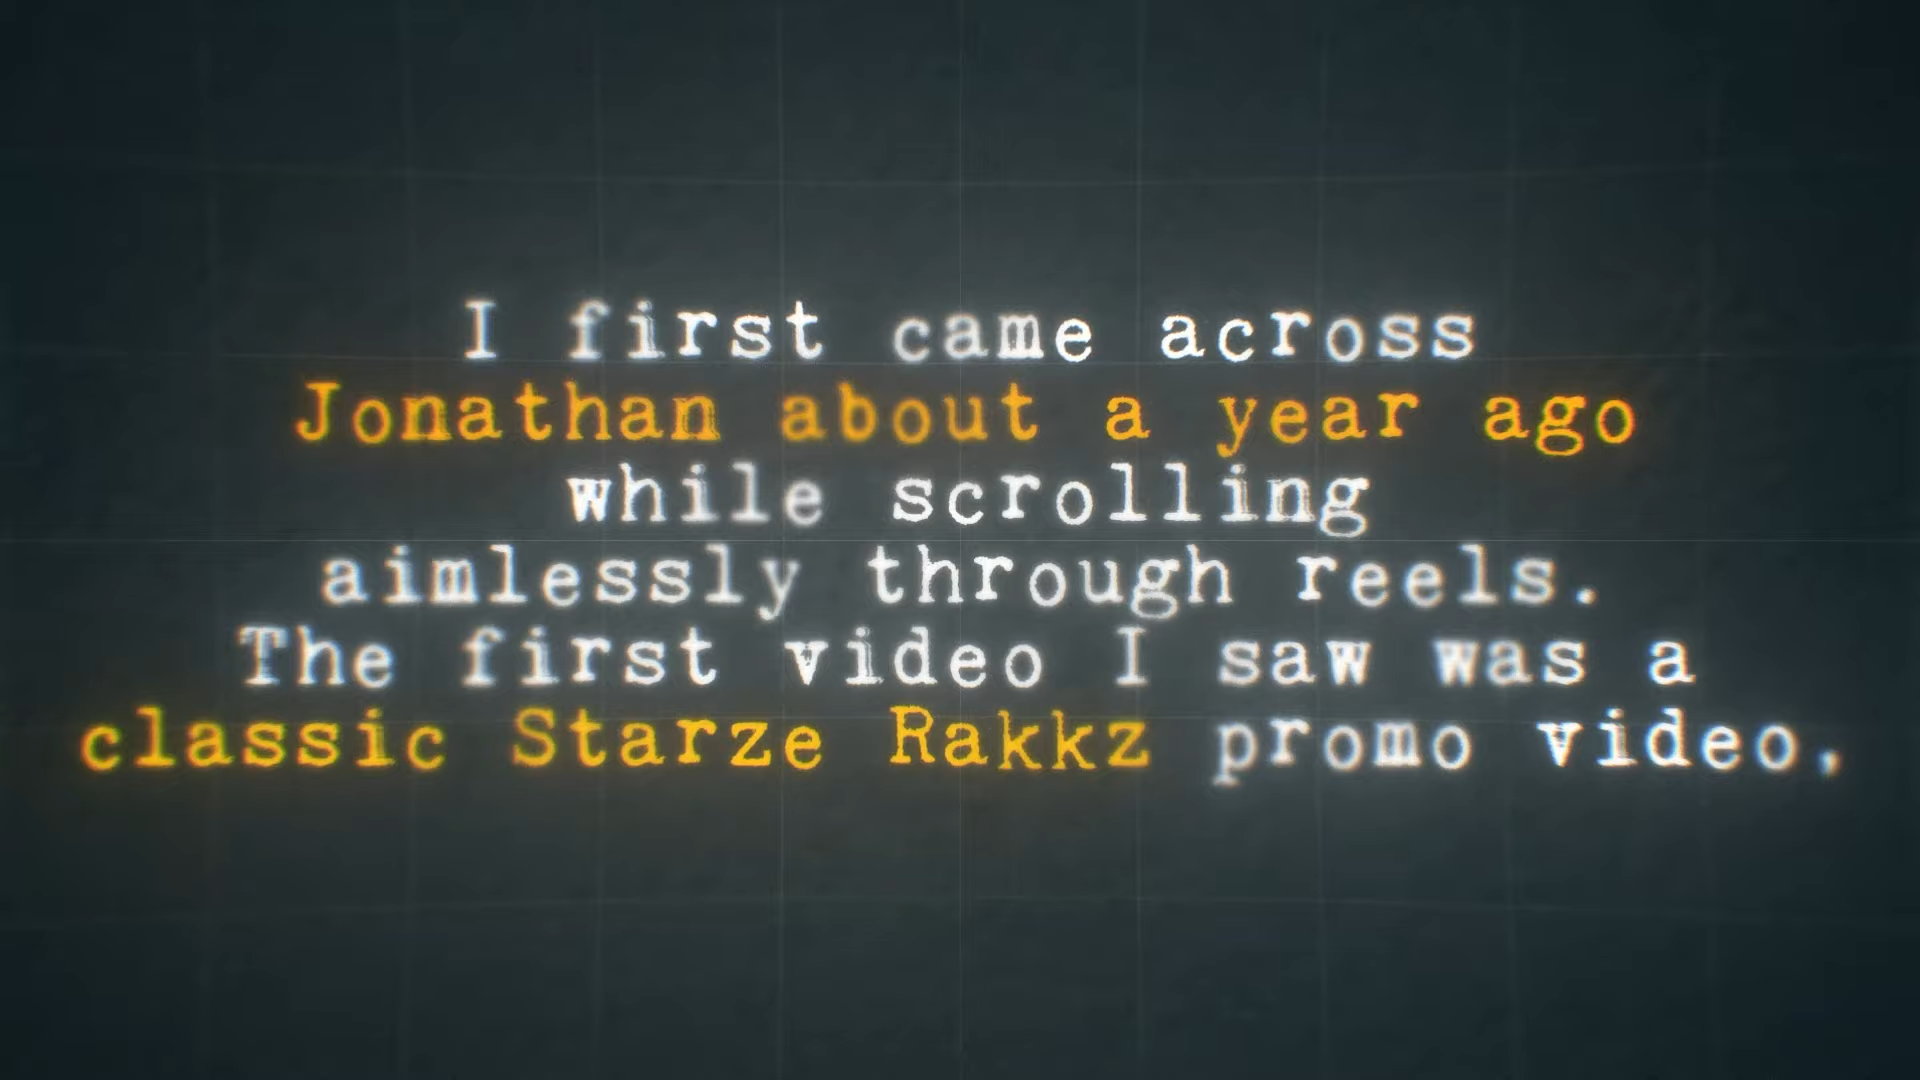 I first came across
Jonathan about a year ago
while scrolling
aimlessly through reels.
The first video I saw was a
classic Starze Rakkz promo video,